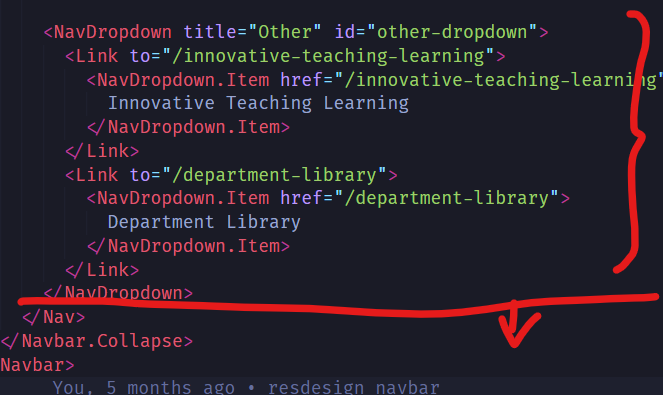 <NavDropdown title="Other" id="other-dropdown">
<Link to="/innovative-teaching-learning">
<NavDropdown.Item href="/innovative-teaching-learning"
Innovative Teaching Learning
</NavDropdown.Item>
</Link>
<Link to="/department-library">
<NavDropdown.Item href="/department-library">
Department Library
</NavDropdown.Item>
</Link>
</NavDropdown>
</Nav>
</Navbar.Collapse>
Navbar>
You, 5 months ago • resdesign navbar